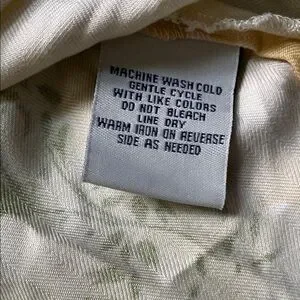 MACHINE WASH COLD
GENTLE CYCLE
WITH LIKE COLORS
DO NOT BLEACH
LINE DRY
WARM IRON ON REVERSE
SIDE AS NEEDED